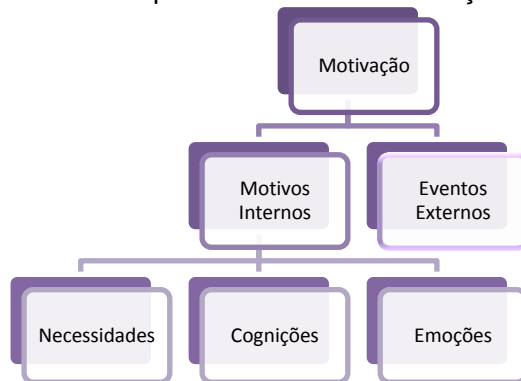 Motivação
Motivos
Internos
Eventos
Externos
Necessidades
Cognições
Emoções